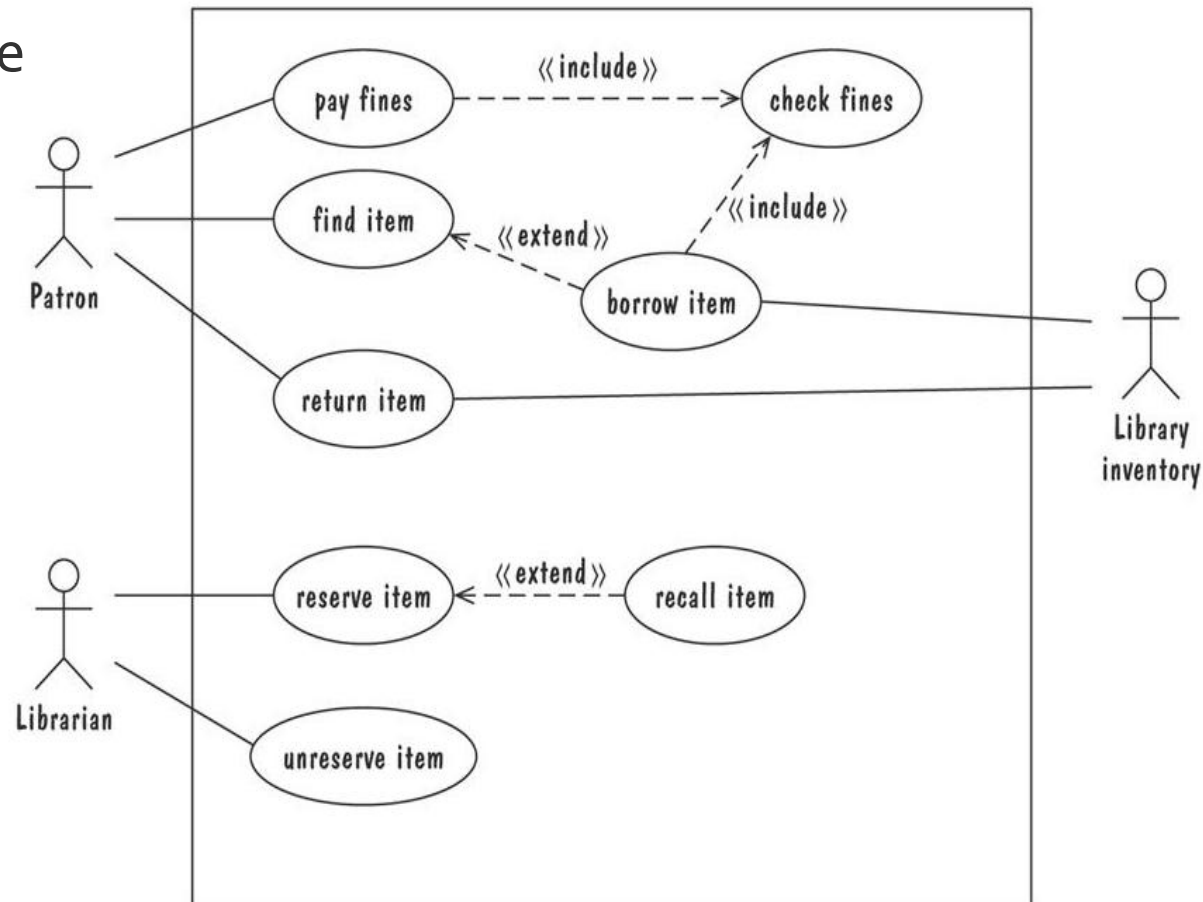 e
«include»
pay fines
check fines
find item
«include»
«extend»
Patron
borrow item
return item
Library
inventory
«extend»
reserve item
recall item
Librarian
unreserve item